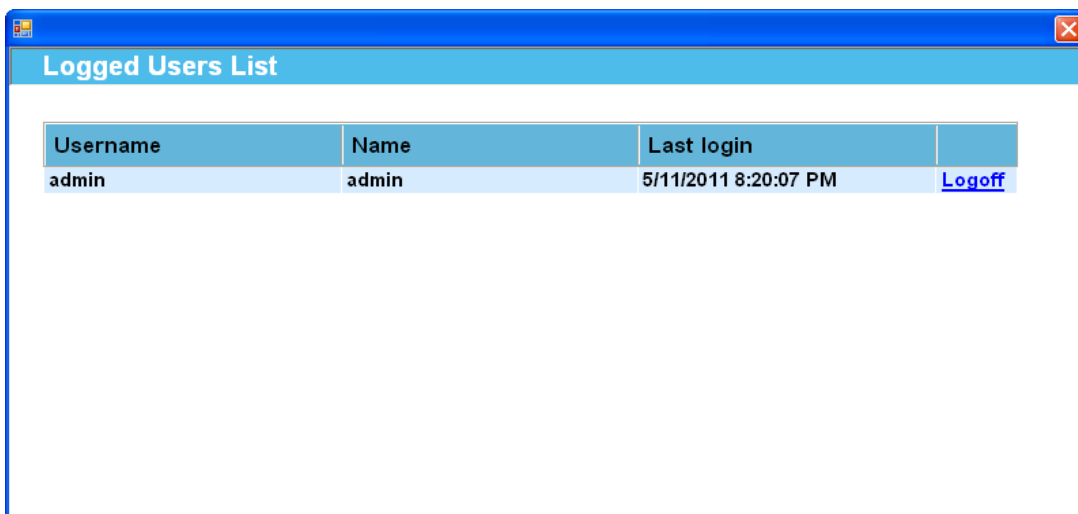 Logged Users List
Username Name Last login
admin admin 5/11/2011 8:20:07 PM Logoff